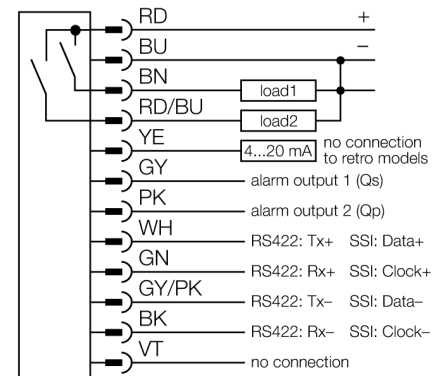 RD +
BU −
BN load1
RD/BU load2
YE 4...20 mA no connection
to retro models
GY alarm output 1 (Qs)
PK alarm output 2 (Qp)
WH RS422: Tx+ SSI: Data+
GN RS422: Rx+ SSI: Clock+
GY/PK RS422: Tx− SSI: Data−
BK RS422: Rx− SSI: Clock−
VT no connection